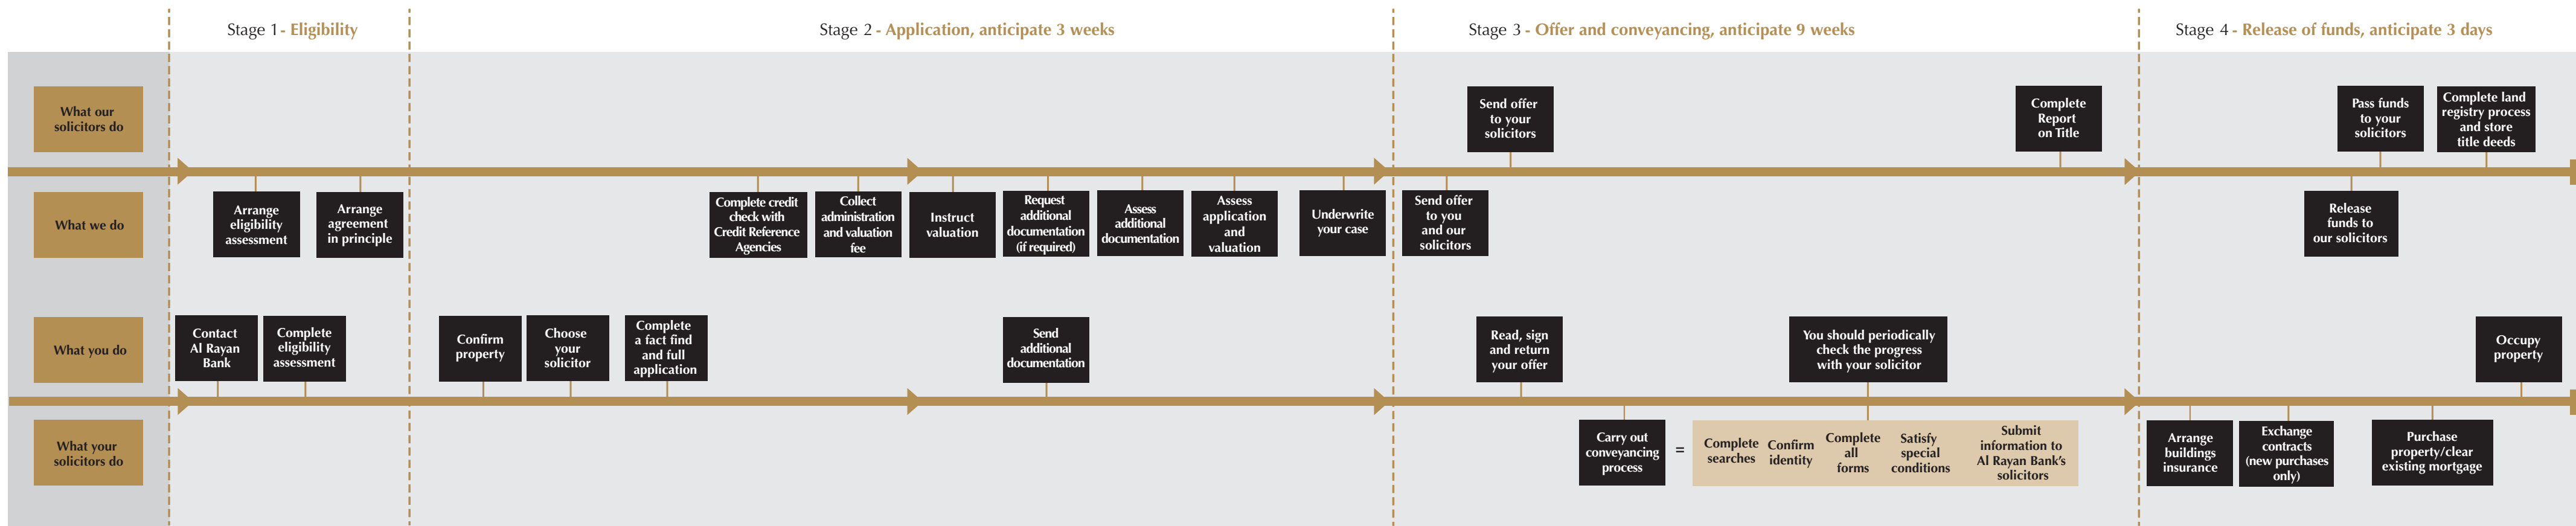 Stage 1 - Eligibility
Stage 2 - Application, anticipate 3 weeks
Stage 3 - Offer and conveyancing, anticipate 9 weeks
Stage 4 - Release of funds, anticipate 3 days
What our
solicitors do
Send offer
to your
solicitors
Complete
Report
on Title
Pass funds
to your
solicitors
Complete land
registry process
and store
title deeds
What we do
Arrange
eligibility
assessment
Arrange
agreement
in principle
Complete credit
check with
Credit Reference
Agencies
Collect
administration
and valuation
fee
Instruct
valuation
Request
additional
documentation
(if required)
Assess
additional
documentation
Assess
application
and
valuation
Underwrite
your case
Send offer
to you
and our
solicitors
Release
funds to
our solicitors
What you do
Contact
Al Rayan
Bank
Complete
eligibility
assessment
Confirm
property
Choose
your
solicitor
Complete
a fact find
and full
application
Send
additional
documentation
Read, sign
and return
your offer
You should periodically
check the progress
with your solicitor
Occupy
property
What your
solicitors do
Carry out
conveyancing
process
=
Complete
searches
Confirm
identity
Complete
all
forms
Satisfy
special
conditions
Submit
information to
Al Rayan Bank's
solicitors
Arrange
buildings
insurance
Exchange
contracts
(new purchases
only)
Purchase
property/clear
existing mortgage